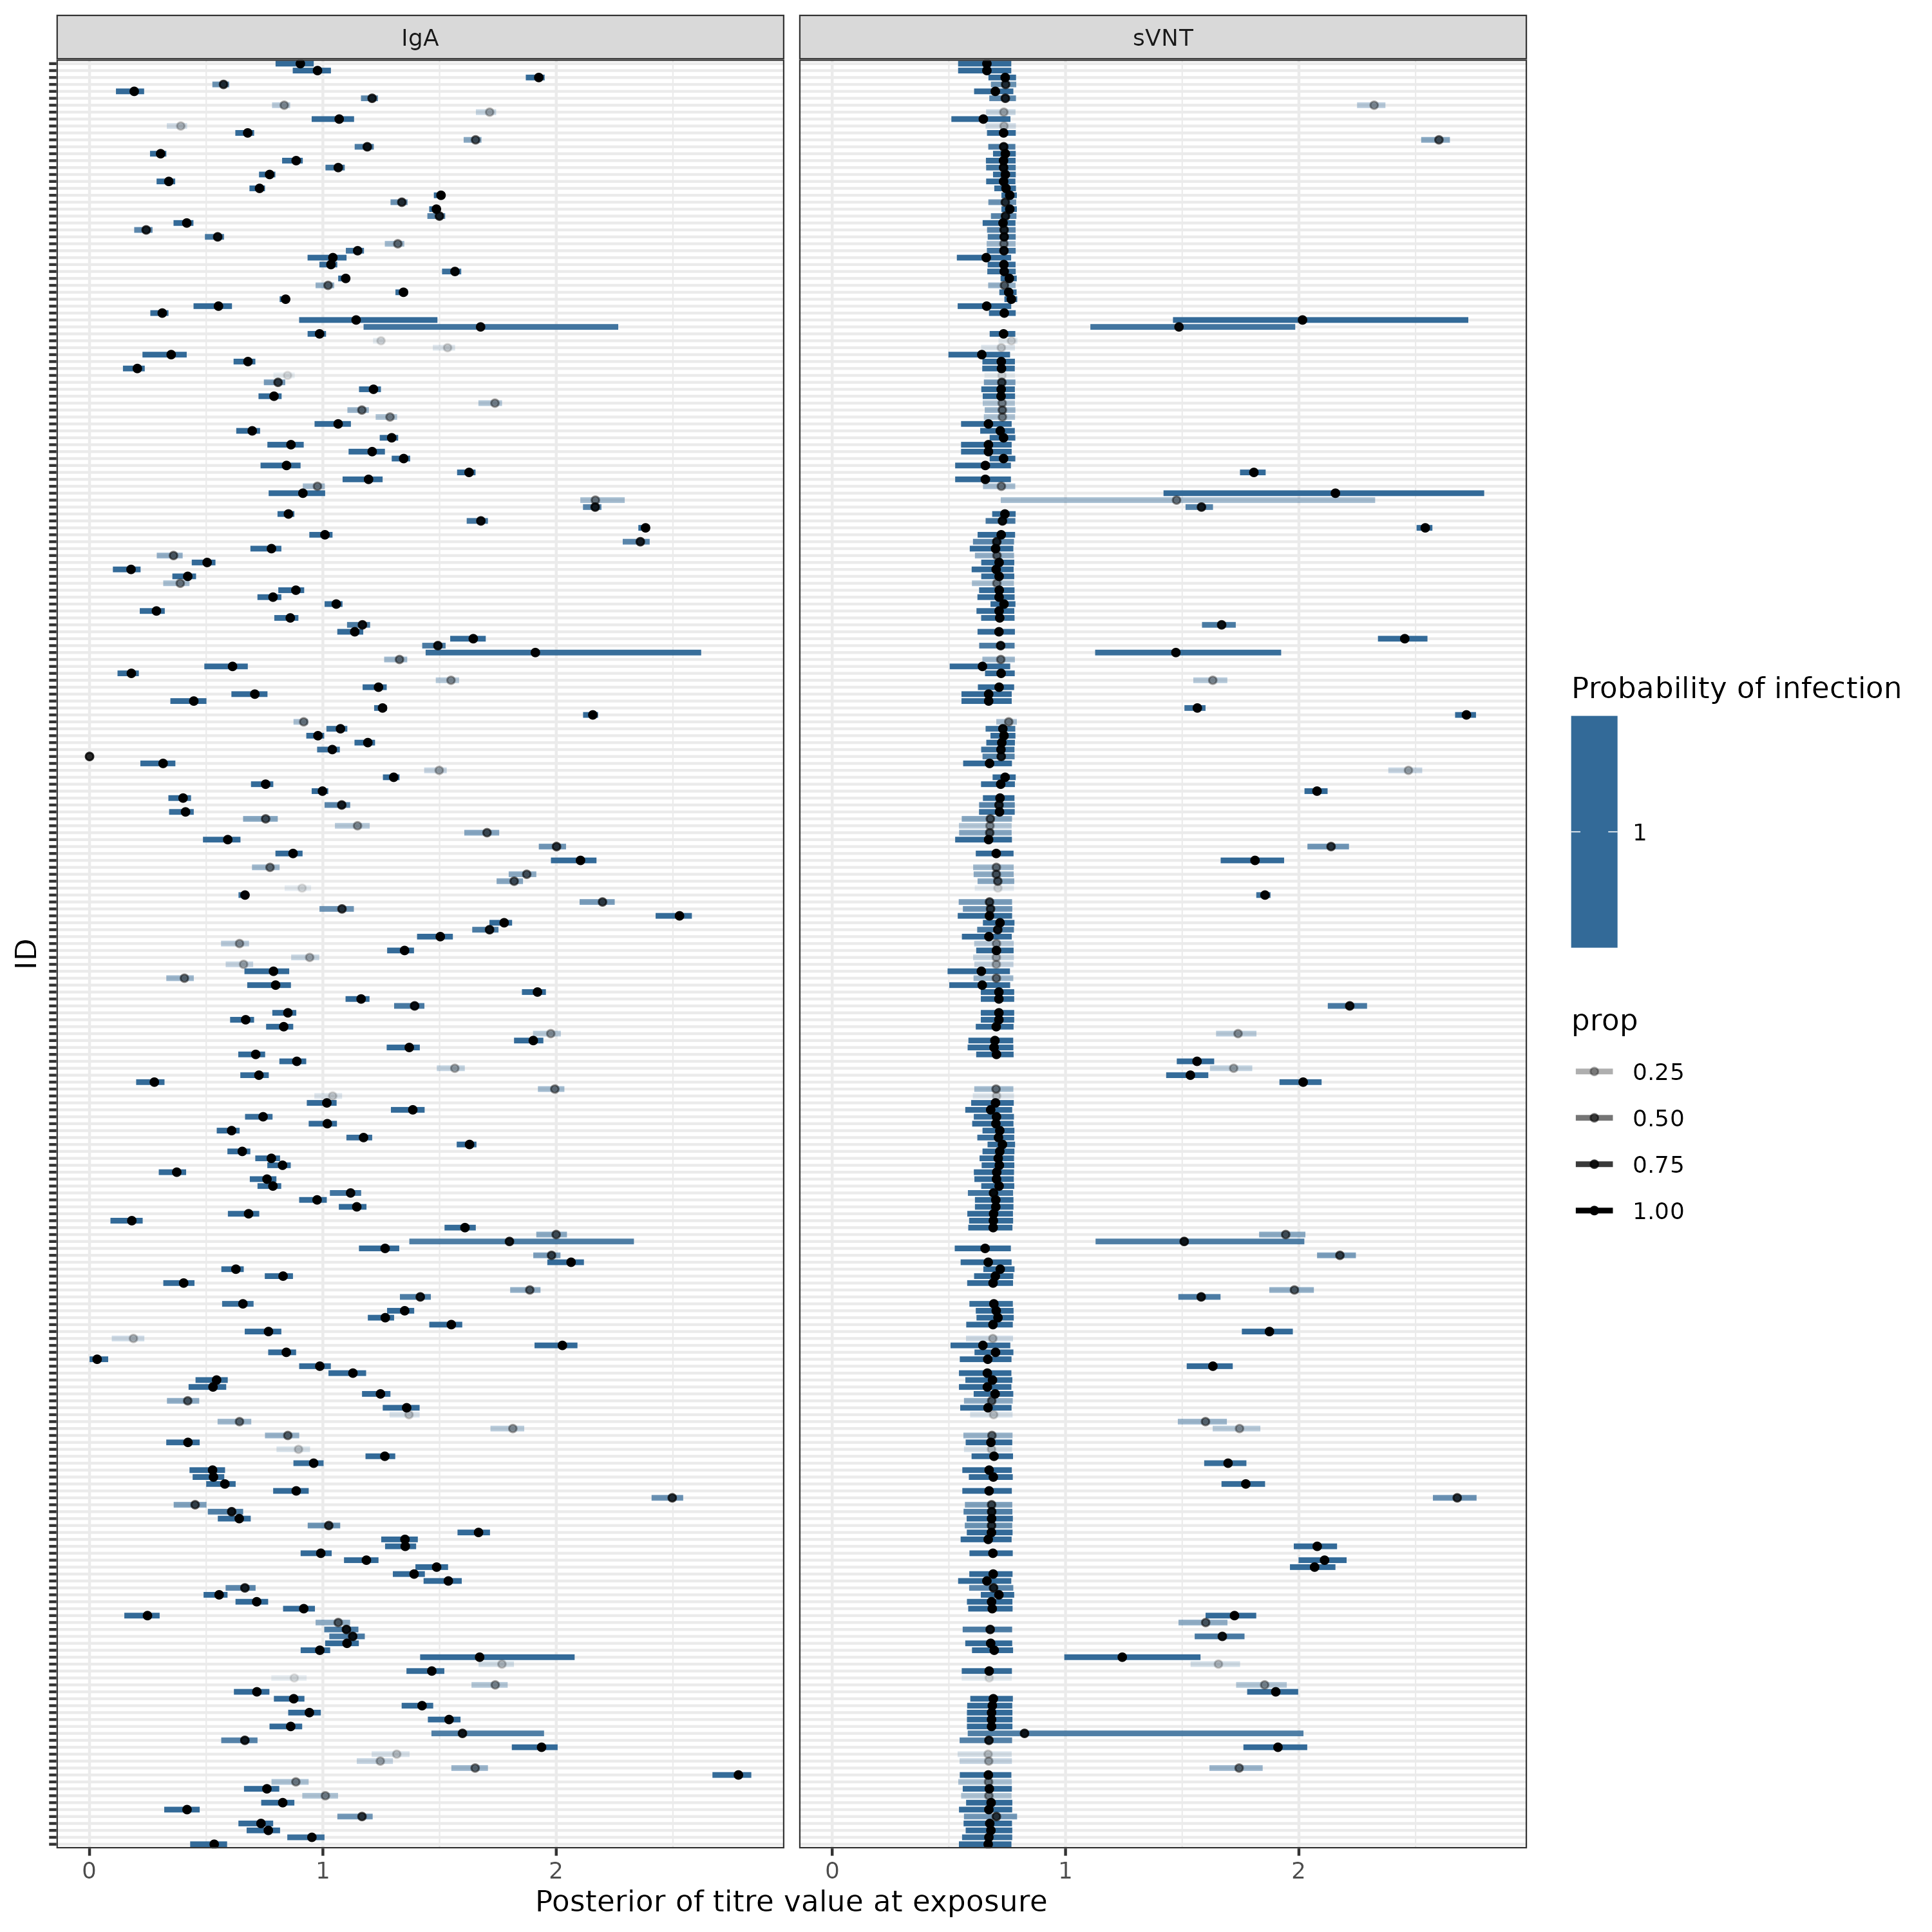 IgA
sVNT
ID
0
1
2
0
1
2
Posterior of titre value at exposure
Probability of infection
1
prop
0.25
0.50
0.75
1.00